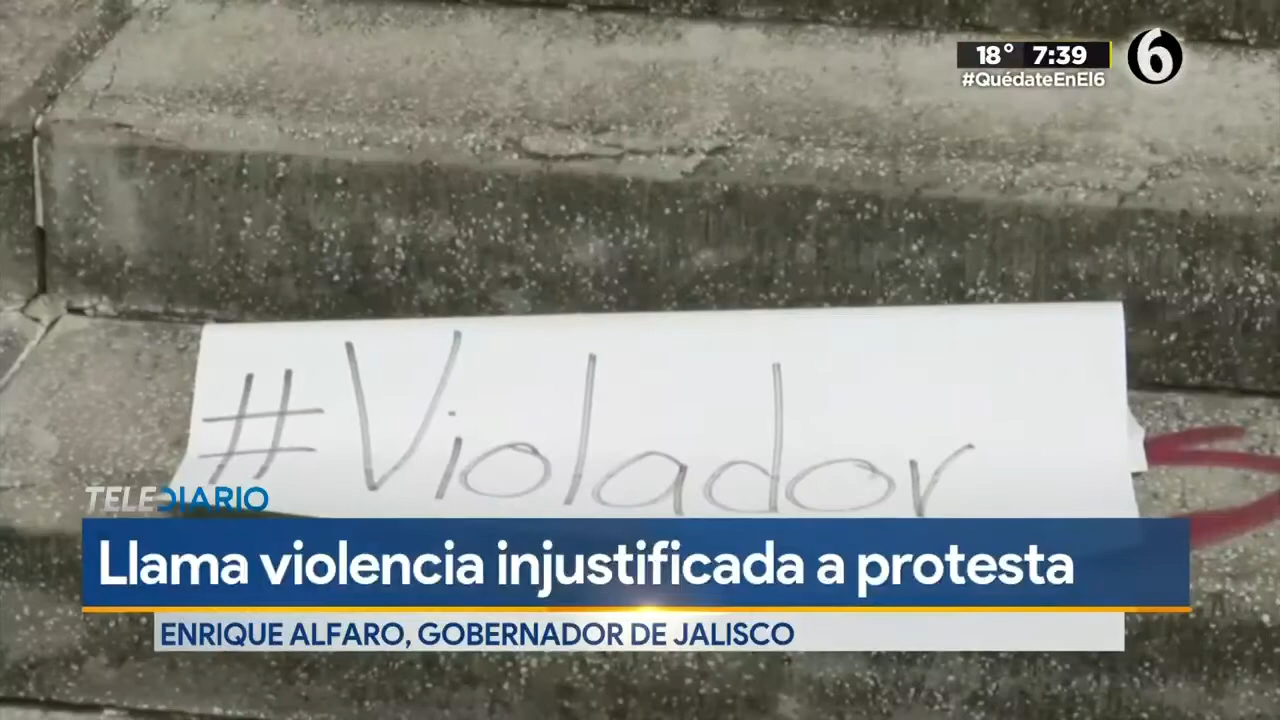 18° 7:39
6
#QuédateEnEl6
#Violador
TELEDIARIO
Llama violencia injustificada a protesta
ENRIQUE ALFARO, GOBERNADOR DE JALISCO